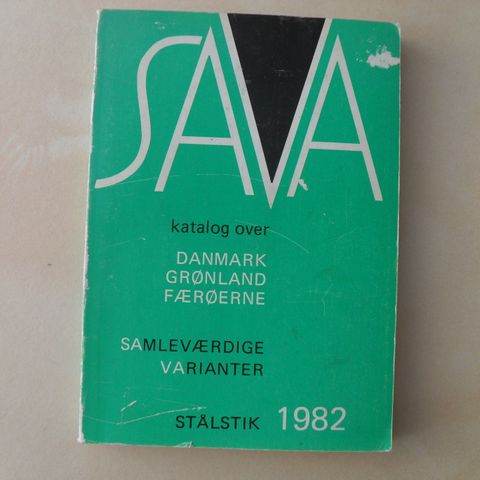 SAVA
katalog over
DANMARK
GRØNLAND
FÆRØERNE
SAMLEVÆRDIGE
VARIANTER
STÅLSTIK 1982